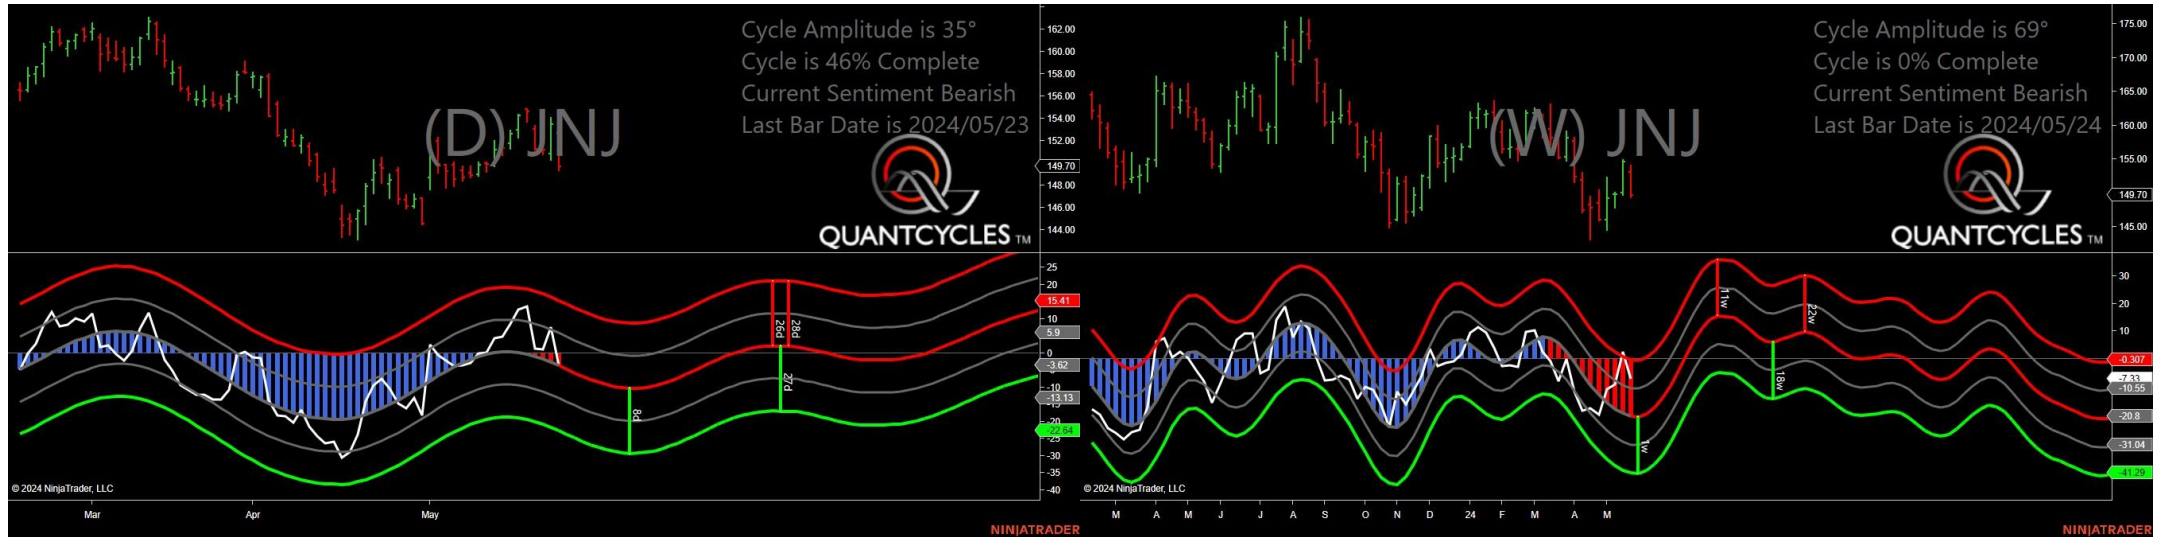 Cycle Amplitude is 35°
Cycle is 46% Complete
Current Sentiment Bearish
Last Bar Date is 2024/05/23
(D) JNJ
QUANTCYCLES TM
162.00
160.00
158.00
156.00
154.00
152.00
149.70
148.00
146.00
144.00
25
20
15.41
10
5.9
0
-3.62
-10
-13.13
-20
-22.64
-25
-30
-35
-40
26d
28d
27d
8d
© 2024 NinjaTrader, LLC
Mar
Apr
May
NINJATRADER
Cycle Amplitude is 69°
Cycle is 0% Complete
Current Sentiment Bearish
Last Bar Date is 2024/05/24
(W) JNJ
QUANTCYCLES TM
175.00
170.00
165.00
160.00
155.00
149.70
145.00
30
20
10
-0.307
-7.33
-10.55
-20.8
-31.04
-41.29
11w
22w
18w
1w
© 2024 NinjaTrader, LLC
M A M J J A S O N D 24 F M A M
NINJATRADER